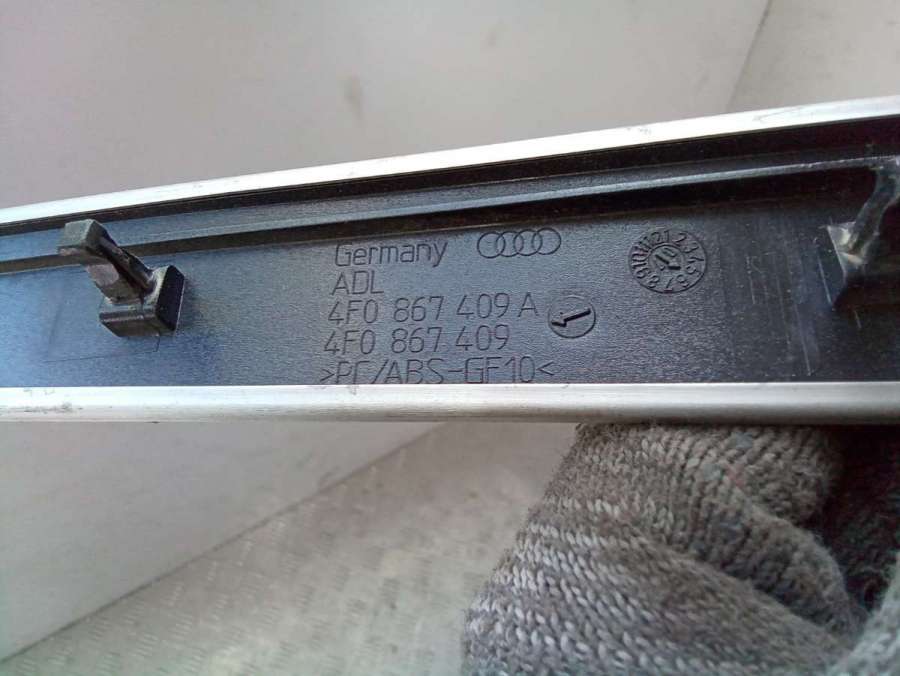 Germany
ADL
4F0 867 409 A
4F0 867 409
>PC/ABS-GF10<